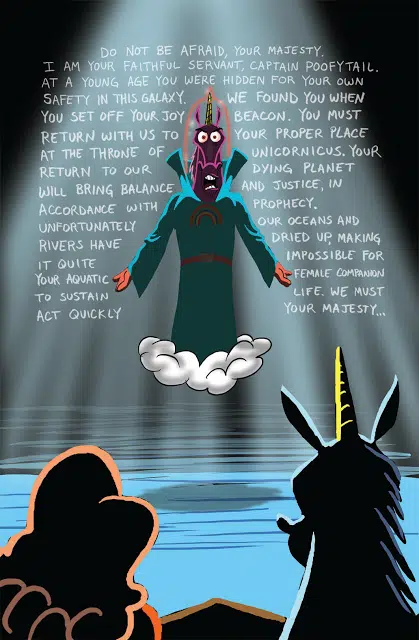 DO NOT BE AFRAID, YOUR MAJESTY.
I AM YOUR FAITHFUL SERVANT, CAPTAIN POOFYTAIL.
AT A YOUNG AGE YOU WERE HIDDEN FOR YOUR OWN
SAFETY IN THIS GALAXY. WE FOUND YOU WHEN
YOU SET OFF YOUR JOY BEACON. YOU MUST
RETURN WITH US TO YOUR PROPER PLACE
AT THE THRONE OF UNICORNICUS. YOUR
RETURN TO OUR DYING PLANET
WILL BRING BALANCE AND JUSTICE, IN
ACCORDANCE WITH PROPHECY.
UNFORTUNATELY OUR OCEANS AND
RIVERS HAVE DRIED UP, MAKING
IT QUITE IMPOSSIBLE FOR
YOUR AQUATIC FEMALE COMPANION
TO SUSTAIN LIFE. WE MUST
ACT QUICKLY YOUR MAJESTY...